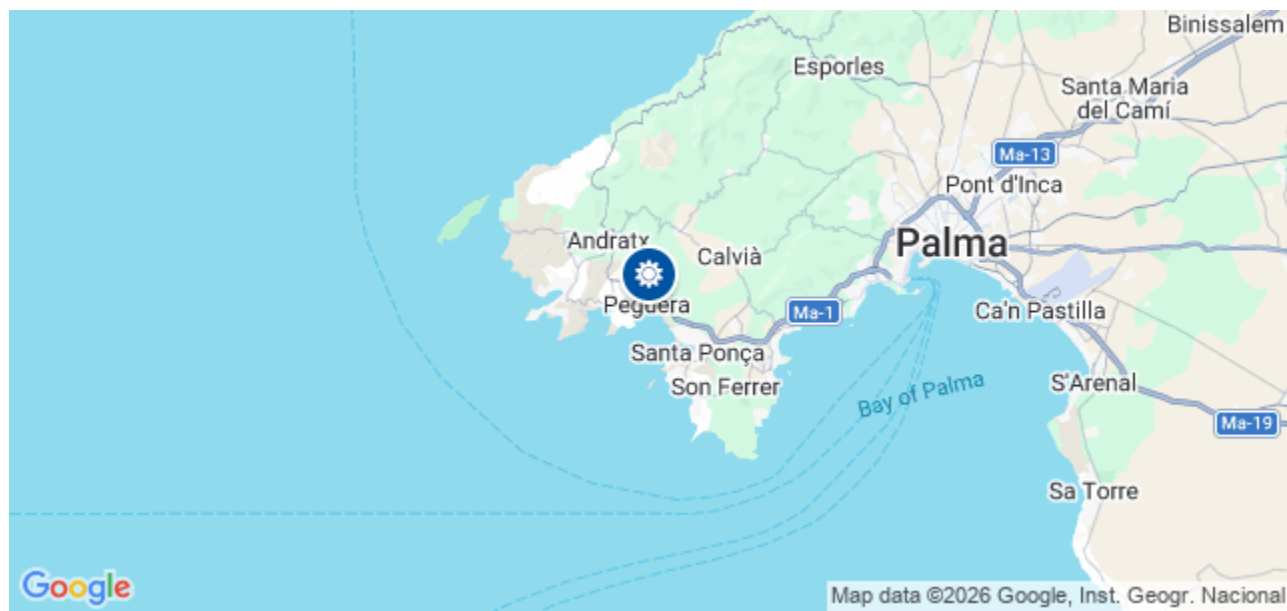 Binissalem
Esporles
Santa Maria
del Camí
Ma-13
Pont d'Inca
Andratx
Palma
Calvià
Peguera
Ma-1
Ca'n Pastilla
Santa Ponça
Son Ferrer
S'Arenal
Bay of Palma
Ma-19
Sa Torre
Google
Map data ©2026 Google, Inst. Geogr. Nacional